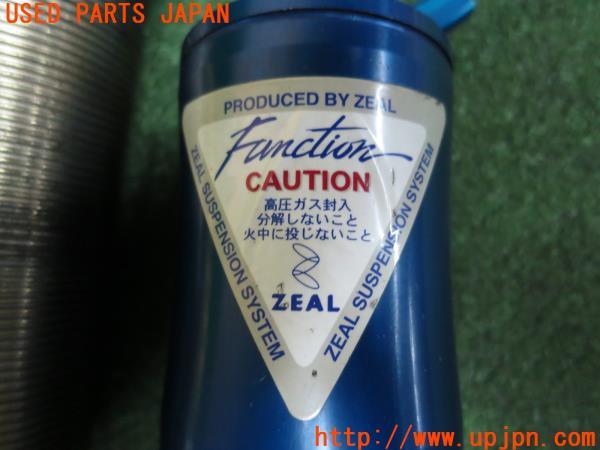 USED PARTS JAPAN
PRODUCED BY ZEAL
Function
CAUTION
高圧ガス封入
分解しないこと
火中に投じないこと
ZEAL
ZEAL SUSPENSION SYSTEM
ZEAL SUSPENSION SYSTEM
https://www.upjpn.com